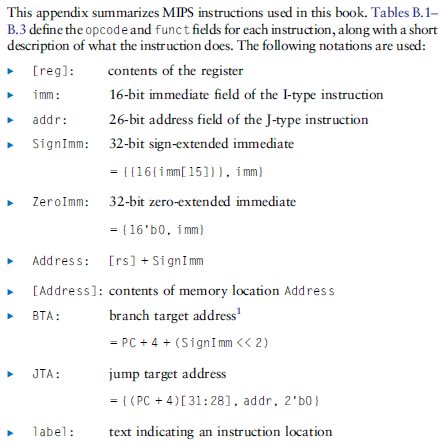 This appendix summarizes MIPS instructions used in this book. Tables B.1–
B.3 define the opcode and funct fields for each instruction, along with a short
description of what the instruction does. The following notations are used:
▶ [reg]: contents of the register
▶ imm: 16-bit immediate field of the I-type instruction
▶ addr: 26-bit address field of the J-type instruction
▶ SignImm: 32-bit sign-extended immediate
= {{16{imm[15]}}, imm}
▶ ZeroImm: 32-bit zero-extended immediate
= {16'b0, imm}
▶ Address: [rs] + SignImm
▶ [Address]: contents of memory location Address
▶ BTA: branch target address1
= PC + 4 + (SignImm << 2)
▶ JTA: jump target address
= {(PC + 4)[31:28], addr, 2'b0}
▶ label: text indicating an instruction location